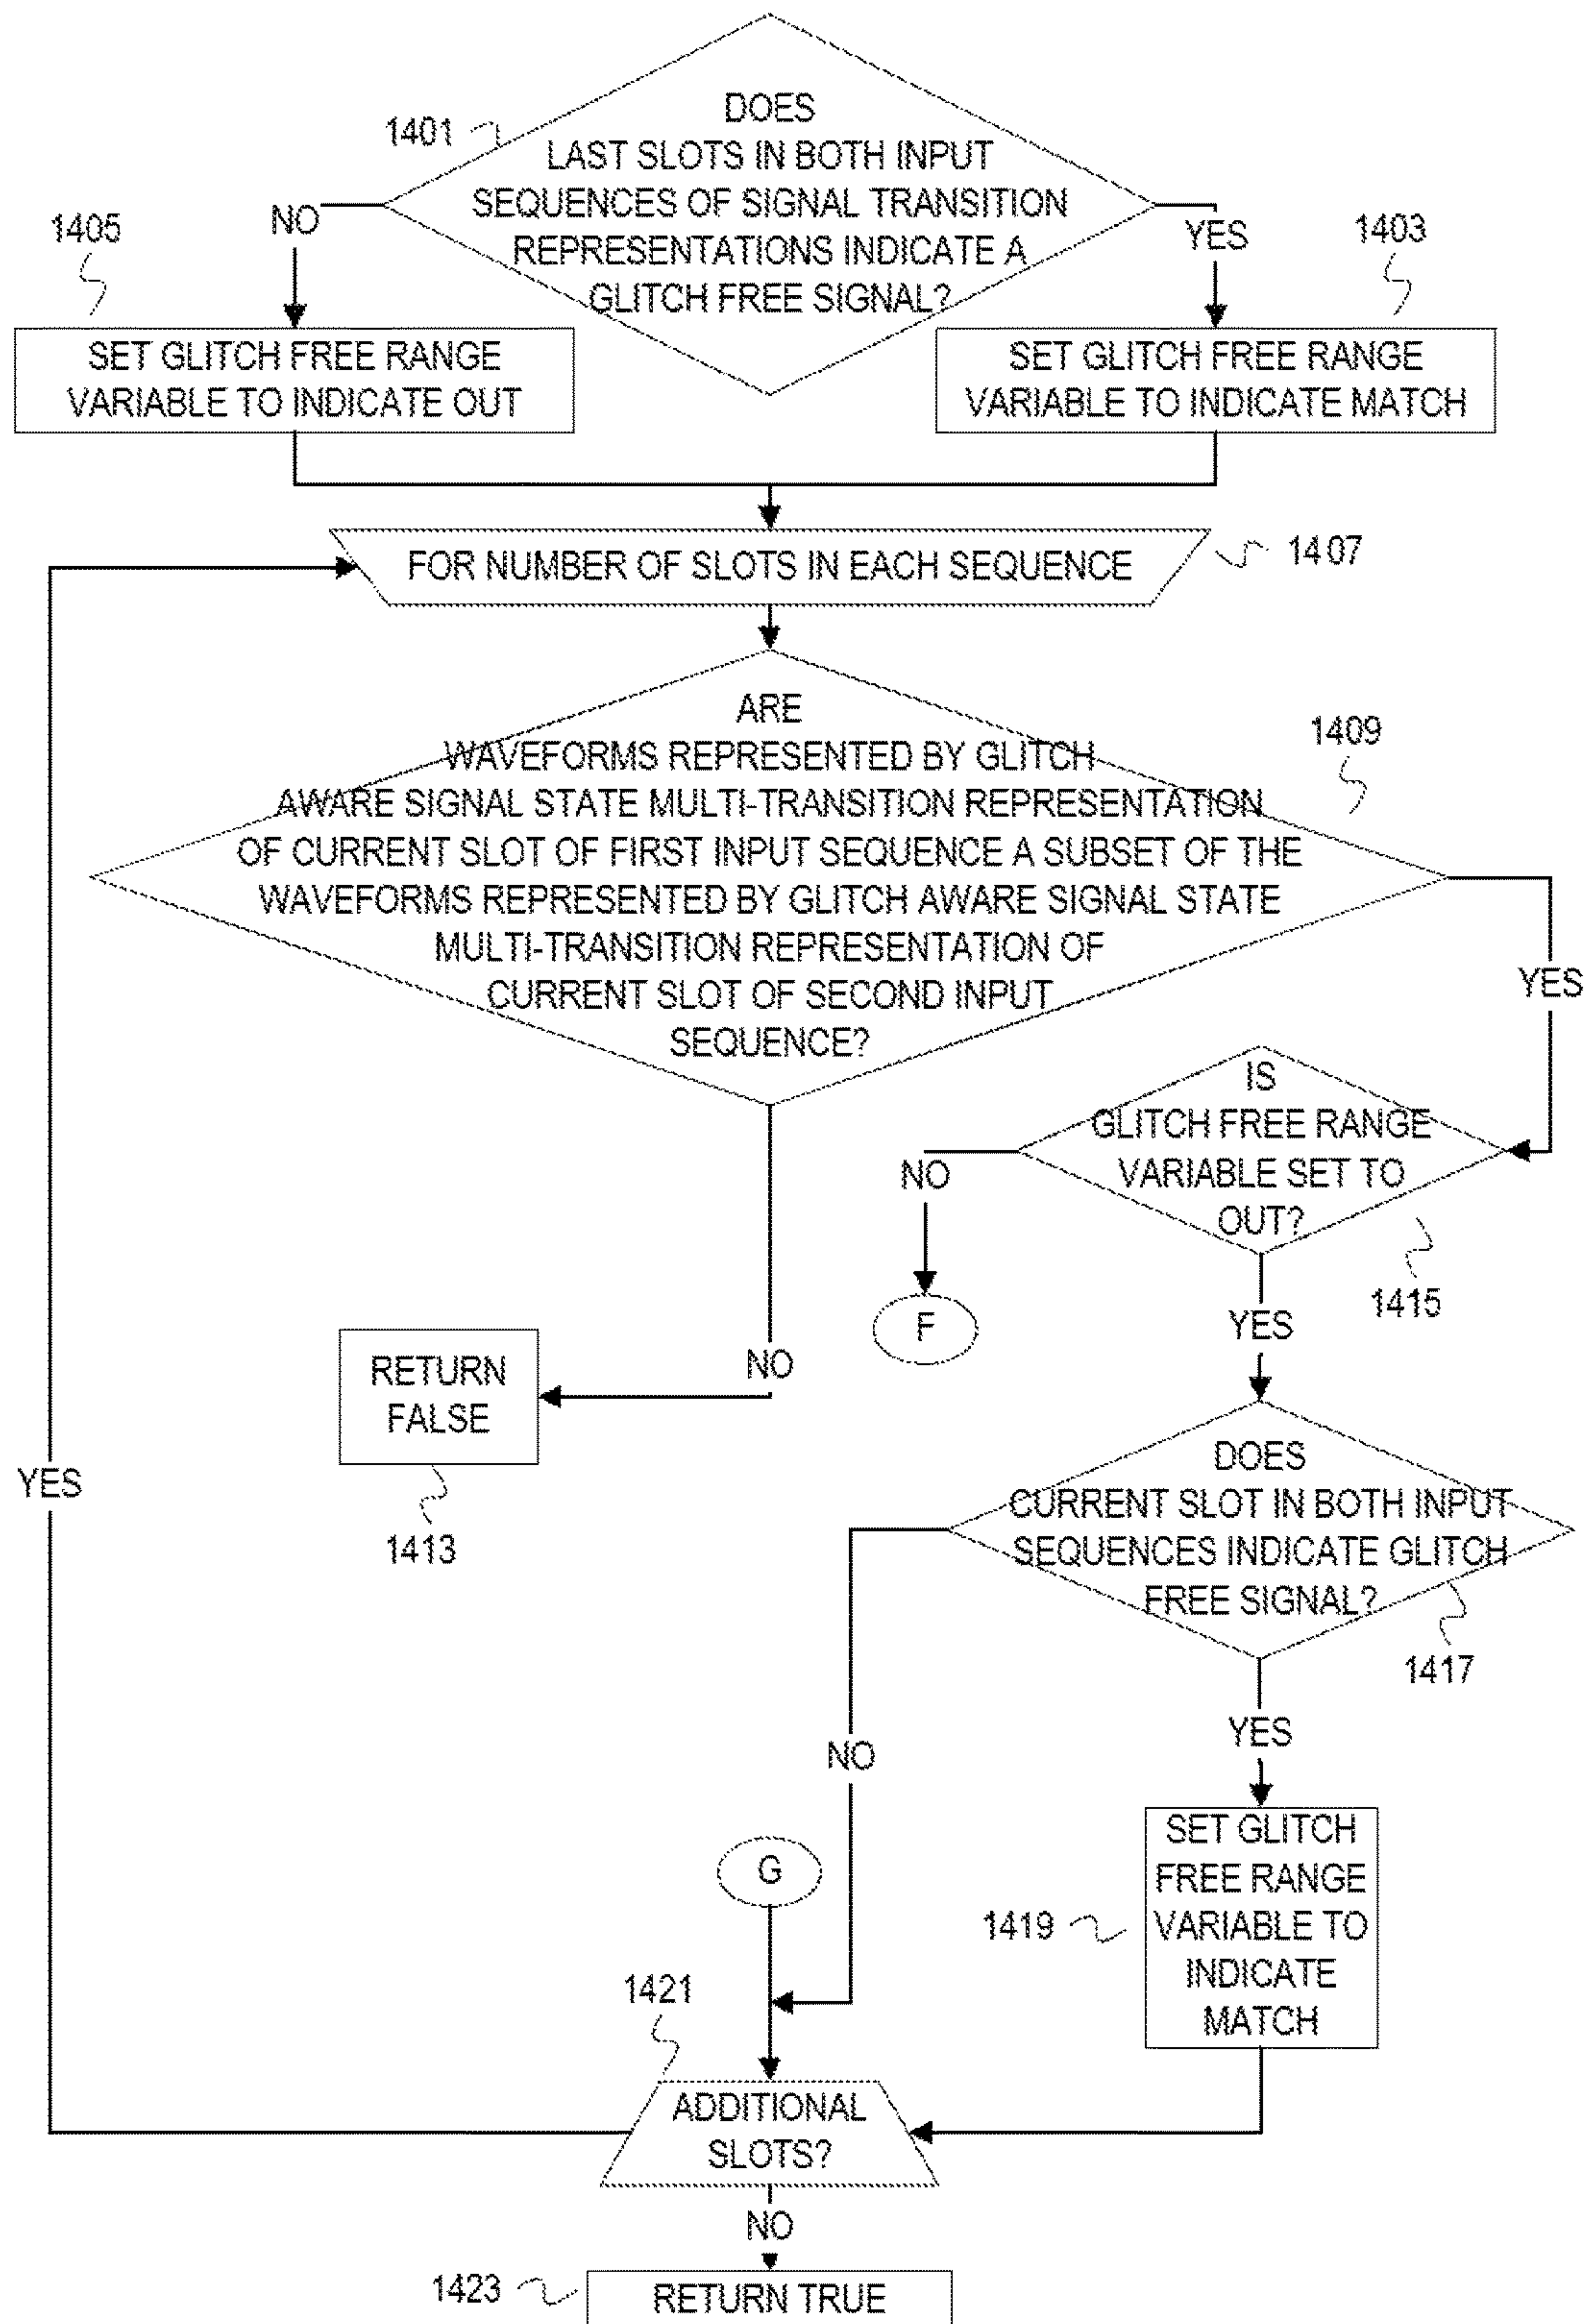 DOES
LAST SLOTS IN BOTH INPUT
SEQUENCES OF SIGNAL TRANSITION
REPRESENTATIONS INDICATE A
GLITCH FREE SIGNAL?
1401
NO
YES
1405
1403
SET GLITCH FREE RANGE
VARIABLE TO INDICATE OUT
SET GLITCH FREE RANGE
VARIABLE TO INDICATE MATCH
FOR NUMBER OF SLOTS IN EACH SEQUENCE
1407
ARE
WAVEFORMS REPRESENTED BY GLITCH
AWARE SIGNAL STATE MULTI-TRANSITION REPRESENTATION
OF CURRENT SLOT OF FIRST INPUT SEQUENCE A SUBSET OF THE
WAVEFORMS REPRESENTED BY GLITCH AWARE SIGNAL STATE
MULTI-TRANSITION REPRESENTATION OF
CURRENT SLOT OF SECOND INPUT
SEQUENCE?
1409
YES
IS
GLITCH FREE RANGE
VARIABLE SET TO
OUT?
1415
NO
F
YES
NO
RETURN
FALSE
1413
YES
DOES
CURRENT SLOT IN BOTH INPUT
SEQUENCES INDICATE GLITCH
FREE SIGNAL?
1417
NO
YES
SET GLITCH
FREE RANGE
VARIABLE TO
INDICATE
MATCH
1419
G
1421
ADDITIONAL
SLOTS?
NO
1423
RETURN TRUE